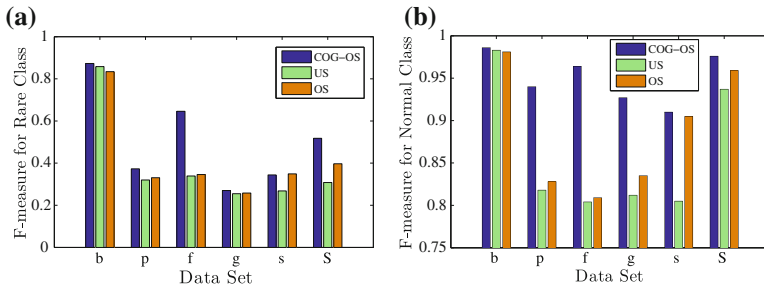 (a)
F-measure for Rare Class
1
0.8
0.6
0.4
0.2
0
COG-OS
US
OS
b p f g s S
Data Set
(b)
F-measure for Normal Class
1
0.95
0.9
0.85
0.8
0.75
COG-OS
US
OS
b p f g s S
Data Set